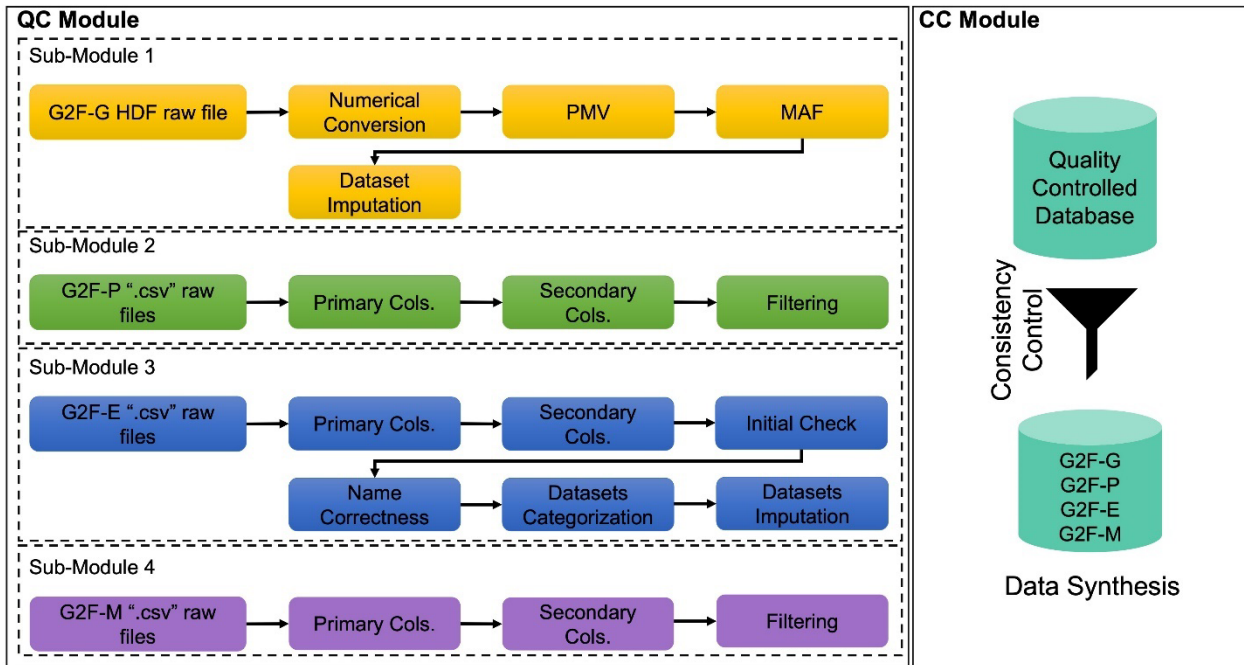 QC Module
Sub-Module 1
G2F-G HDF raw file
Numerical
Conversion
PMV
MAF
Dataset
Imputation
Sub-Module 2
G2F-P “.csv” raw
files
Primary Cols.
Secondary
Cols.
Filtering
Sub-Module 3
G2F-E “.csv” raw
files
Primary Cols.
Secondary
Cols.
Initial Check
Name
Correctness
Datasets
Categorization
Datasets
Imputation
Sub-Module 4
G2F-M “.csv” raw
files
Primary Cols.
Secondary
Cols.
Filtering
CC Module
Quality
Controlled
Database
Consistency
Control
G2F-G
G2F-P
G2F-E
G2F-M
Data Synthesis